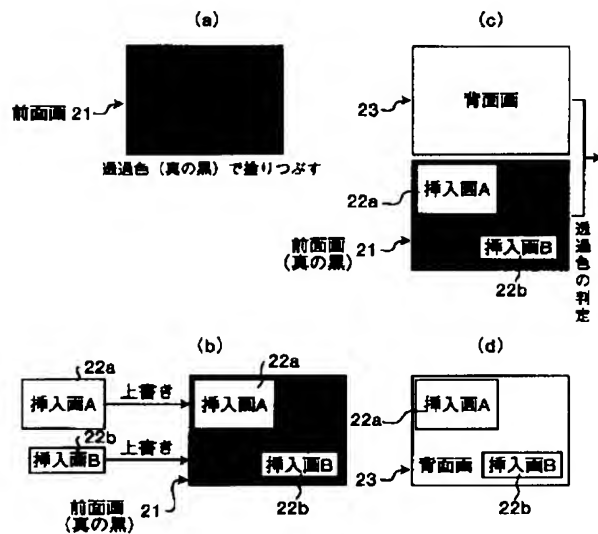 (a)
前面画 21
透過色(真の黒)で塗りつぶす
(c)
23
背面画
挿入画A
22a
前面画
(真の黒)
21
挿入画B
22b
透過色の判定
(b)
22a
挿入画A
上書き
22b
挿入画B
上書き
22a
挿入画A
挿入画B
22b
前面画
(真の黒)
21
(d)
挿入画A
22a
背面画
挿入画B
23
22b